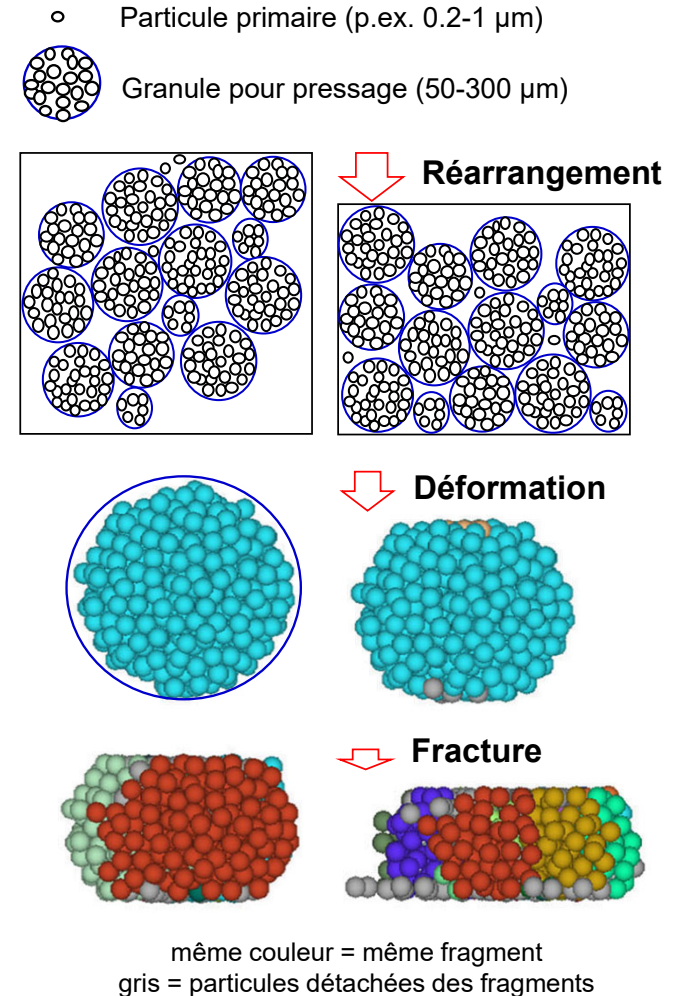 Particule primaire (p.ex. 0.2-1 µm)
Granule pour pressage (50-300 µm)
Réarrangement
Déformation
Fracture
même couleur = même fragment
gris = particules détachées des fragments